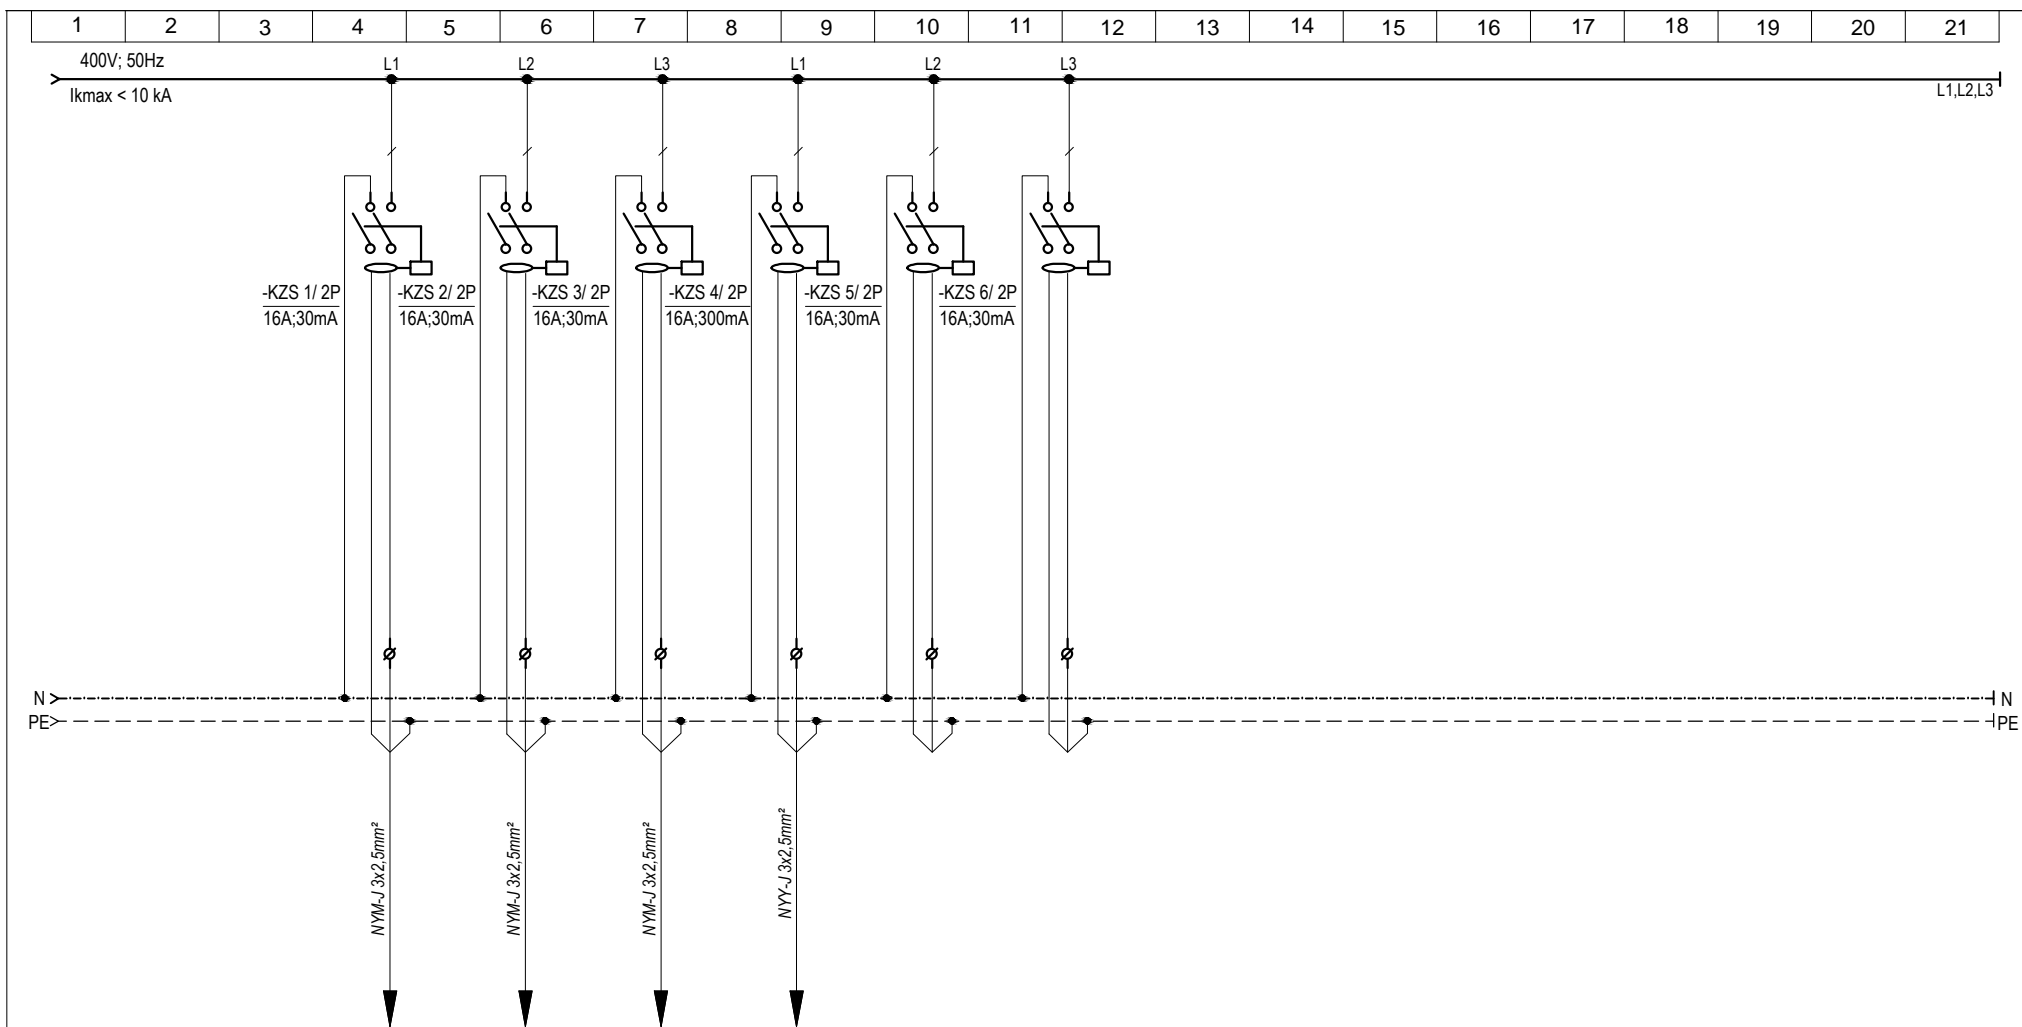 1 2 3 4 5 6 7 8 9 10 11 12 13 14 15 16 17 18 19 20 21
400V; 50Hz
L1 L2 L3 L1 L2 L3
Ikmax < 10 kA
L1,L2,L3
-KZS 1/ 2P
16A;30mA
-KZS 2/ 2P
16A;30mA
-KZS 3/ 2P
16A;30mA
-KZS 4/ 2P
16A;300mA
-KZS 5/ 2P
16A;30mA
-KZS 6/ 2P
16A;30mA
N N
PE PE
NYM-J 3x2,5mm²
NYM-J 3x2,5mm²
NYM-J 3x2,5mm²
NYY-J 3x2,5mm²